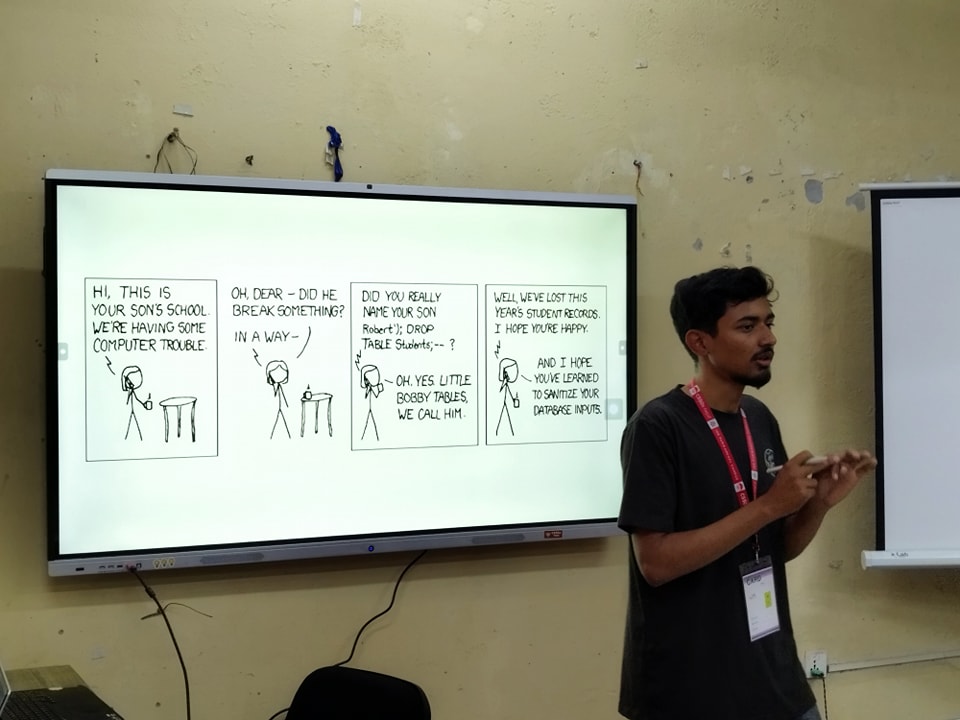 HI, THIS IS
YOUR SON'S SCHOOL.
WE'RE HAVING SOME
COMPUTER TROUBLE.
OH, DEAR – DID HE
BREAK SOMETHING?
IN A WAY–
DID YOU REALLY
NAME YOUR SON
Robert'); DROP
TABLE Students;-- ?
OH. YES. LITTLE
BOBBY TABLES,
WE CALL HIM.
WELL, WE'VE LOST THIS
YEAR'S STUDENT RECORDS.
I HOPE YOU'RE HAPPY.
AND I HOPE
YOU'VE LEARNED
TO SANITIZE YOUR
DATABASE INPUTS.